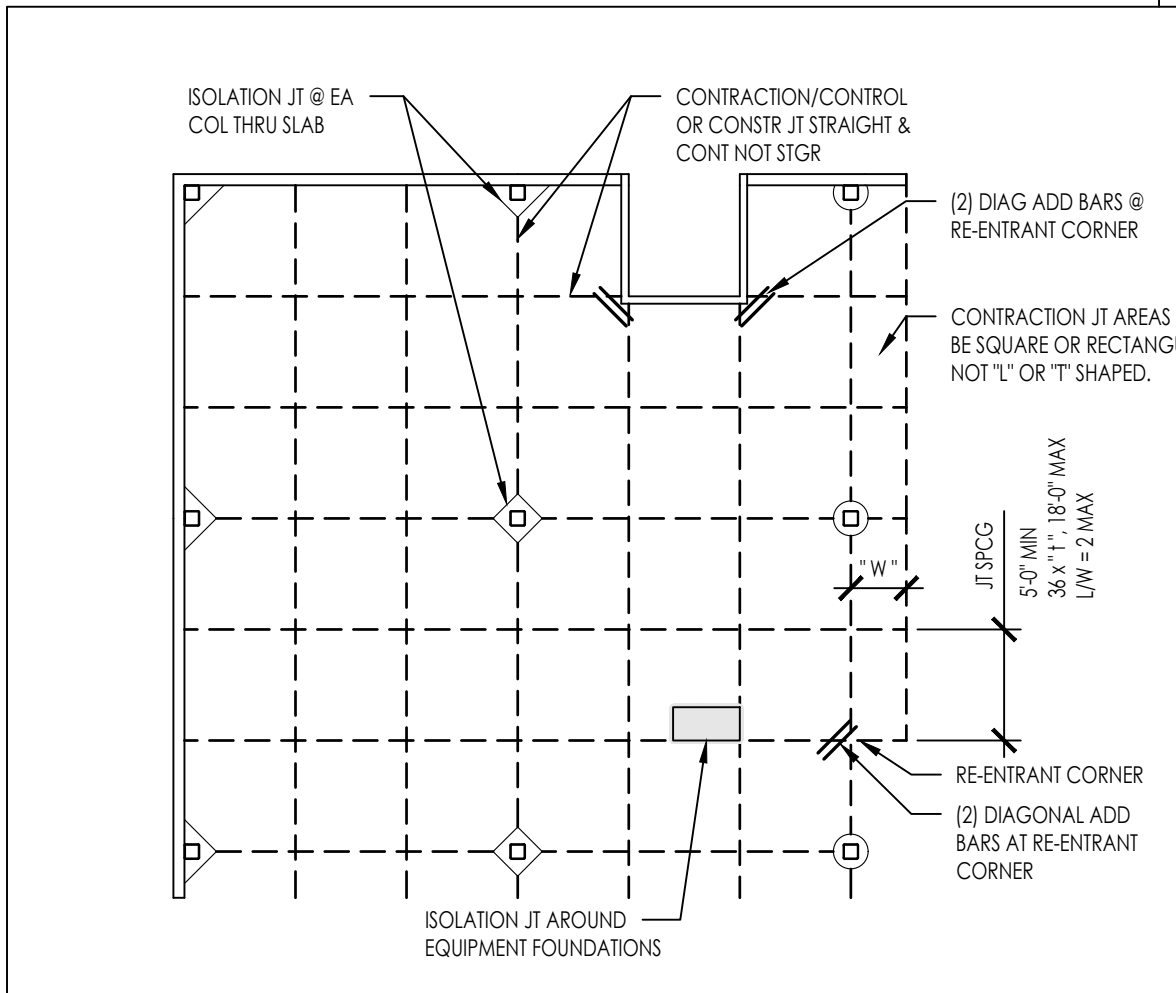 ISOLATION JT @ EA
COL THRU SLAB
CONTRACTION/CONTROL
OR CONSTR JT STRAIGHT &
CONT NOT STGR
(2) DIAG ADD BARS @
RE-ENTRANT CORNER
CONTRACTION JT AREAS
BE SQUARE OR RECTANG
NOT "L" OR "T" SHAPED.
"W"
JT SPCG
5'-0" MIN
36 x "t", 18'-0" MAX
L/W = 2 MAX
RE-ENTRANT CORNER
(2) DIAGONAL ADD
BARS AT RE-ENTRANT
CORNER
ISOLATION JT AROUND
EQUIPMENT FOUNDATIONS